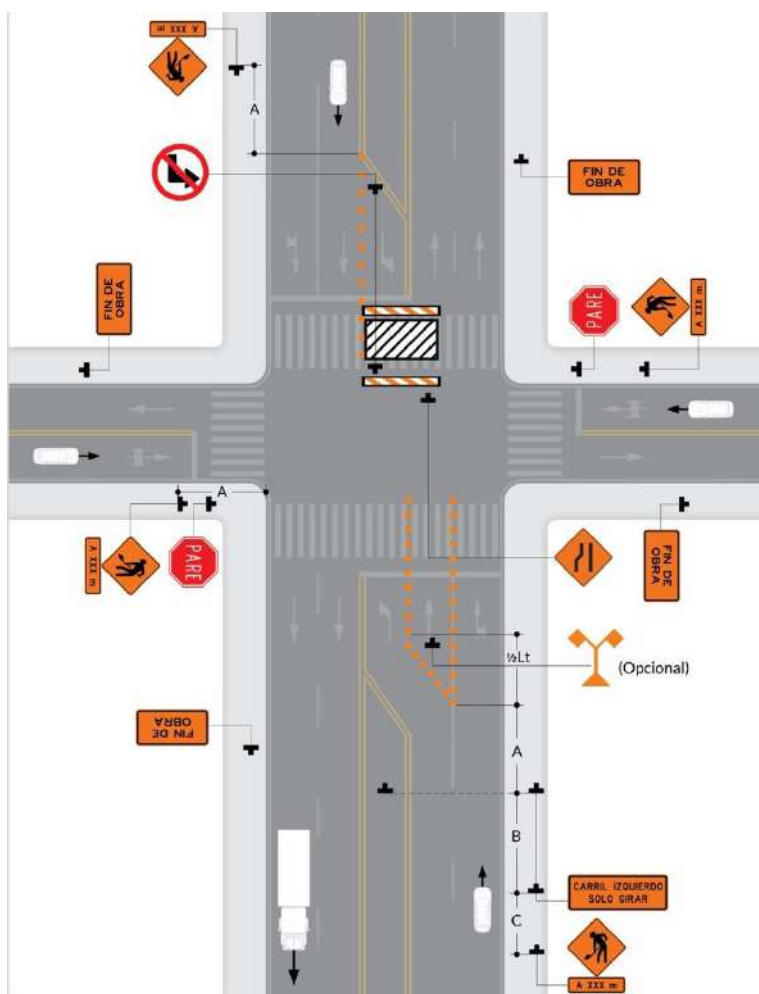 A XXX m
A
FIN DE
OBRA
FIN DE
OBRA
PARE
A XXX m
A
A XXX m
PARE
FIN DE
OBRA
½Lt
(Opcional)
FIN DE
OBRA
A
B
CARRIL IZQUIERDO
SOLO GIRAR
C
A XXX m